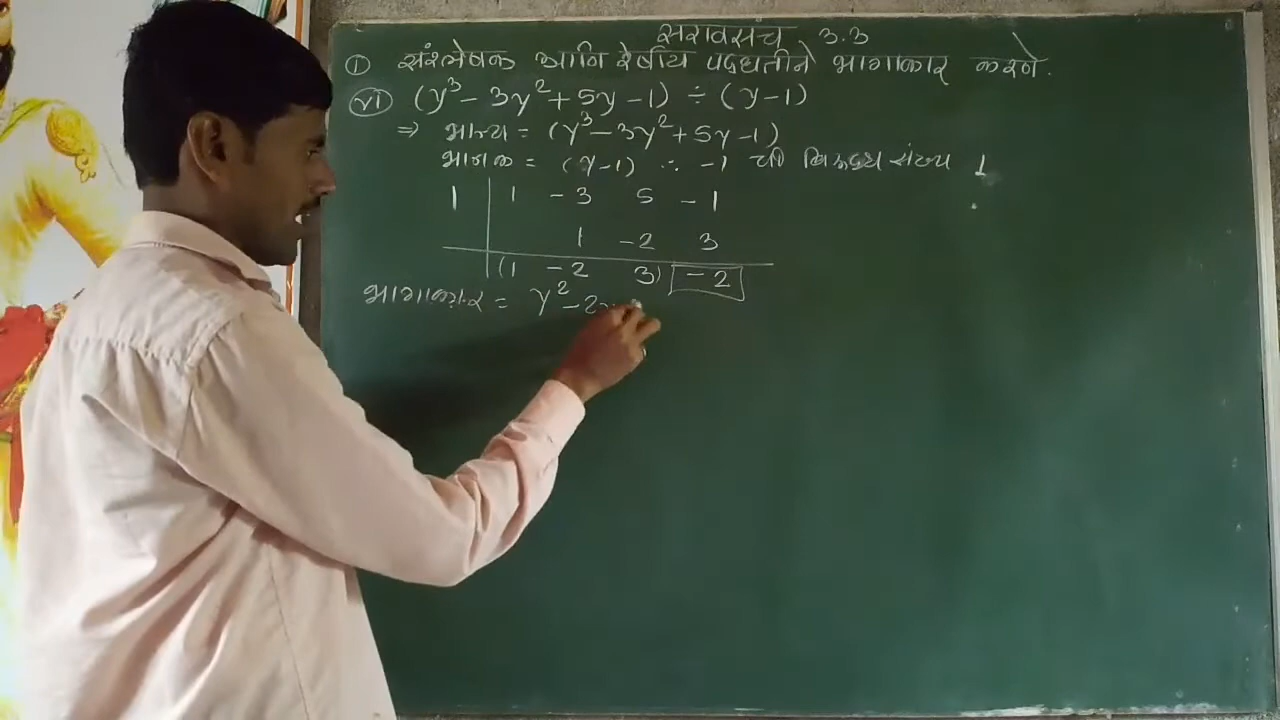 सरावसंच 3.3
① संश्लेषक आणि रेषीय पद्धतीने भागाकार करणे.
(vi) (y³ - 3y² + 5y - 1) ÷ (y - 1)
⇒ भाज्य = (y³ - 3y² + 5y - 1)
भाजक = (y - 1) ∴ -1 ची विरुद्ध संख्या 1
1 | 1 - 3 5 - 1
1 - 2 3
(1 - 2 3) - 2
भागाकार = y² - 2y